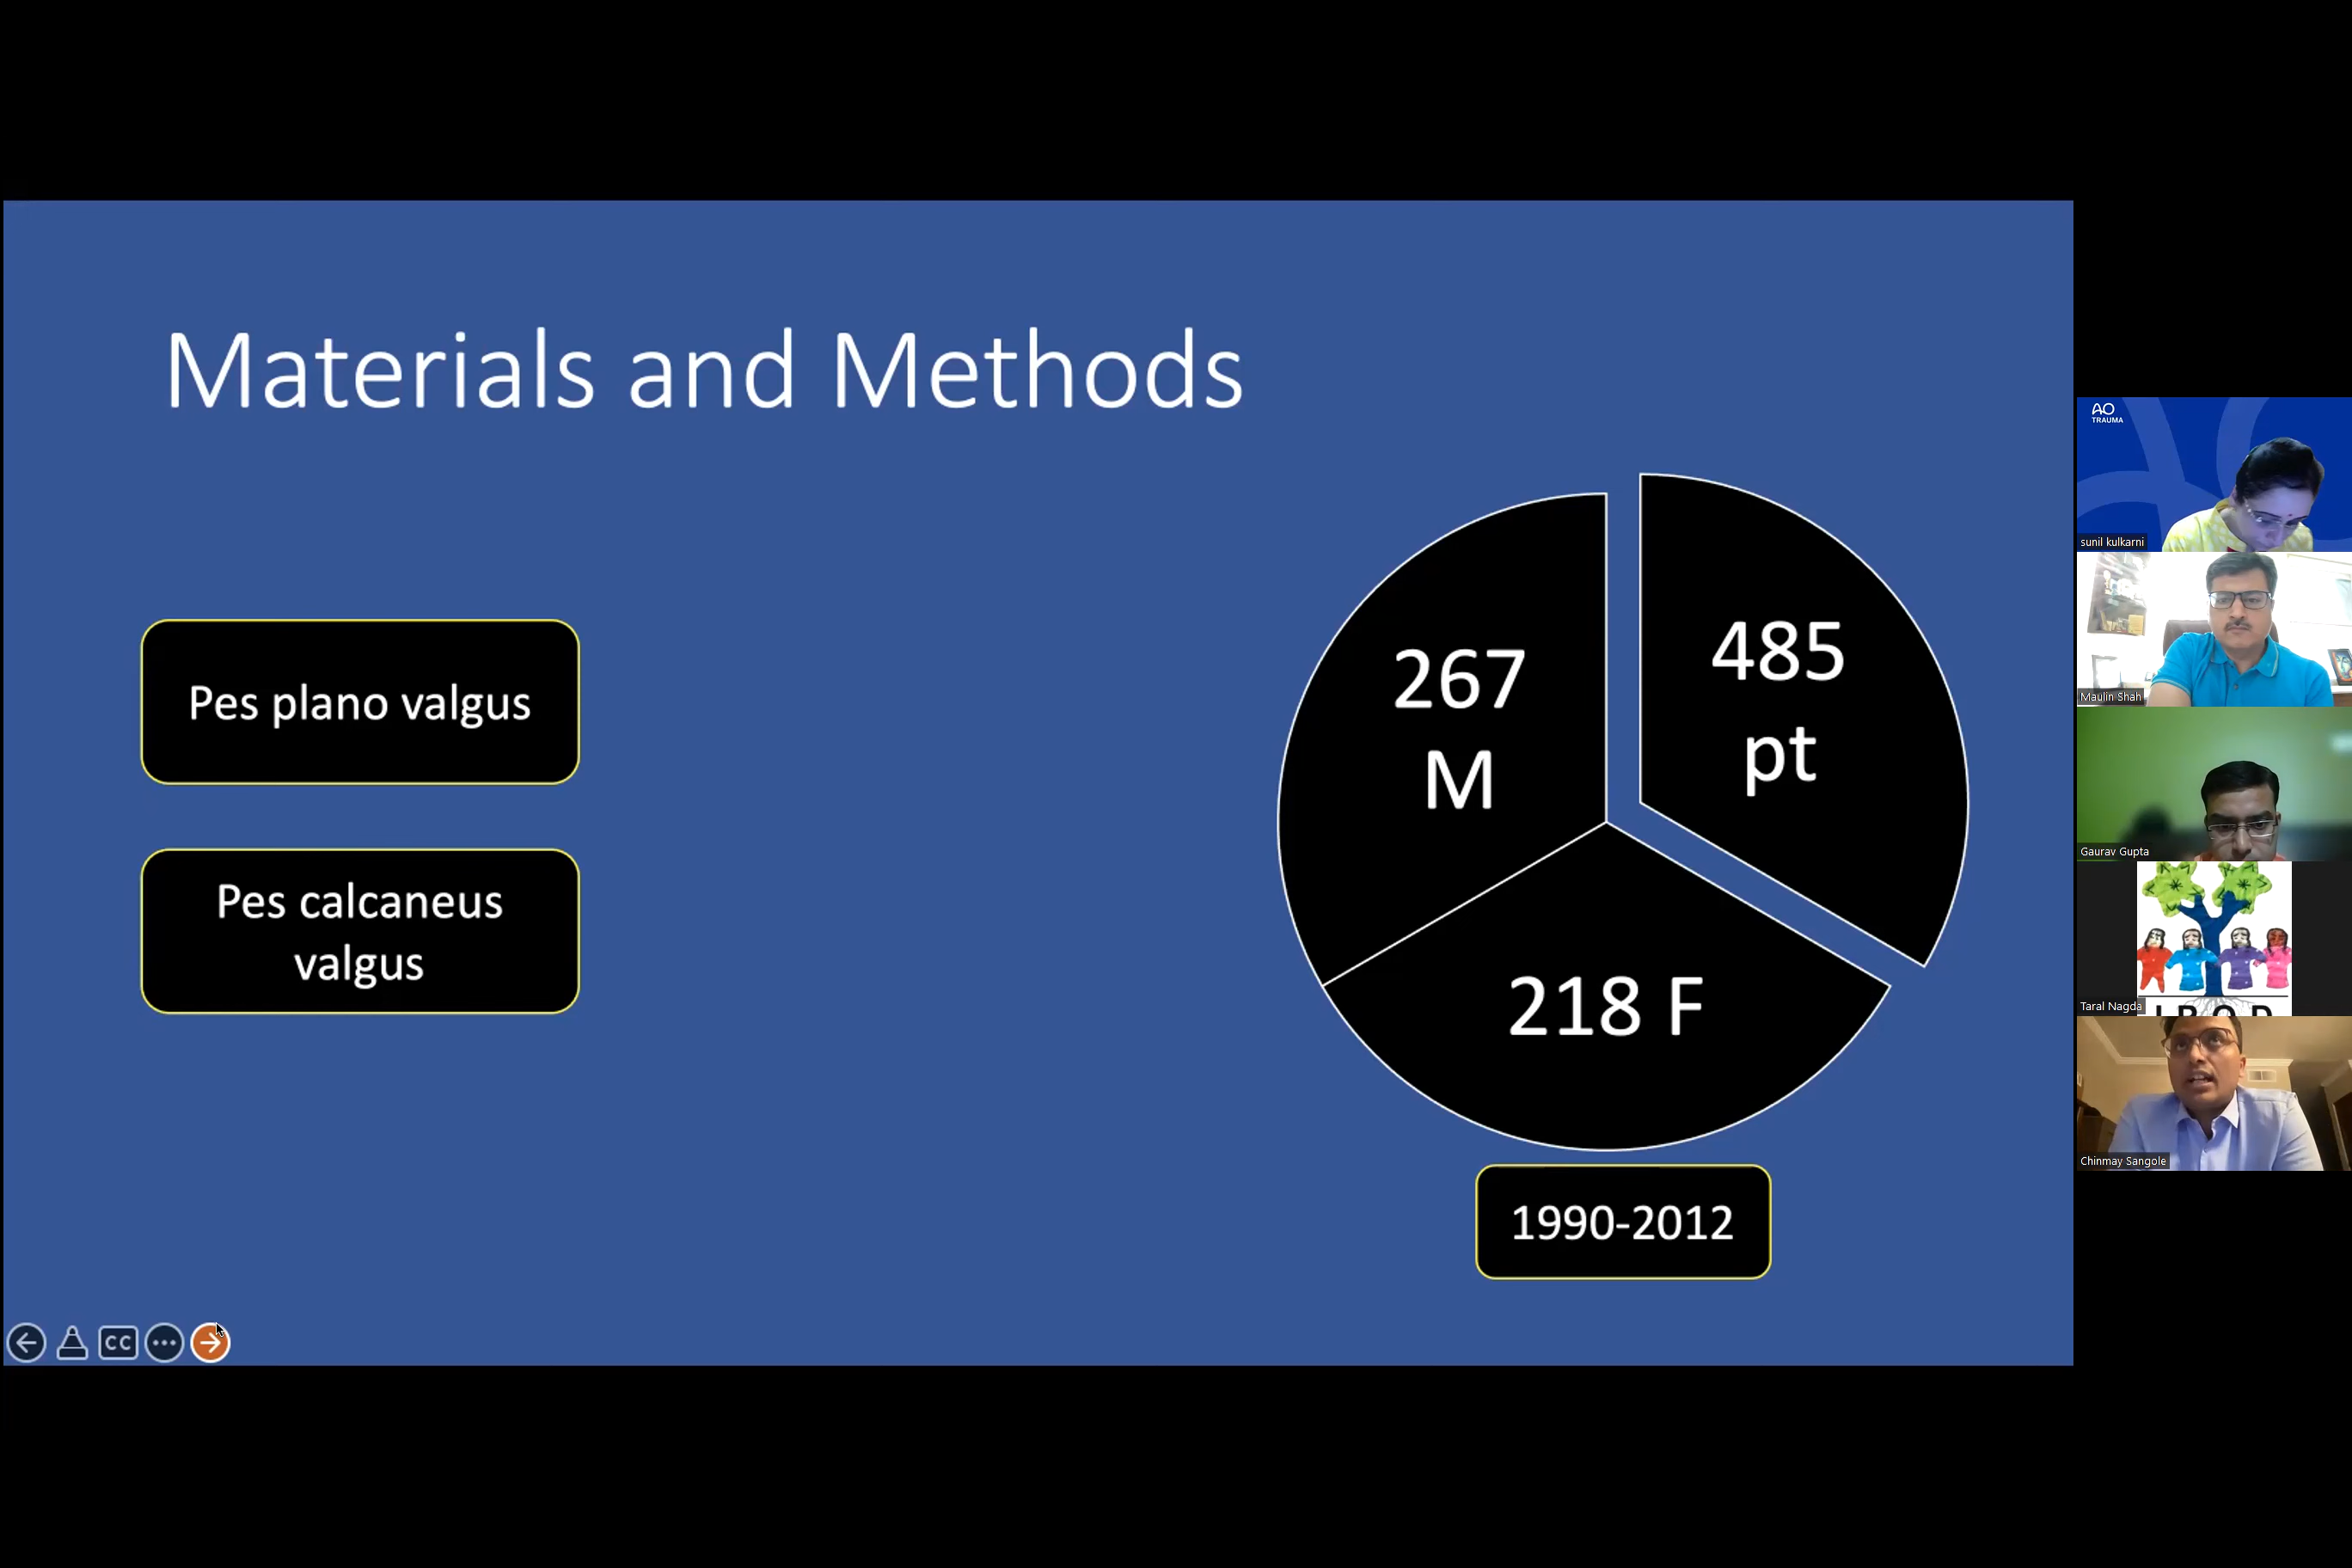 Materials and Methods
Pes plano valgus
Pes calcaneus
valgus
267
M
485
pt
218 F
1990-2012
CC
AO
TRAUMA
sunil kulkarni
Maulin Shah
Gaurav Gupta
Taral Nagda
Chinmay Sangole